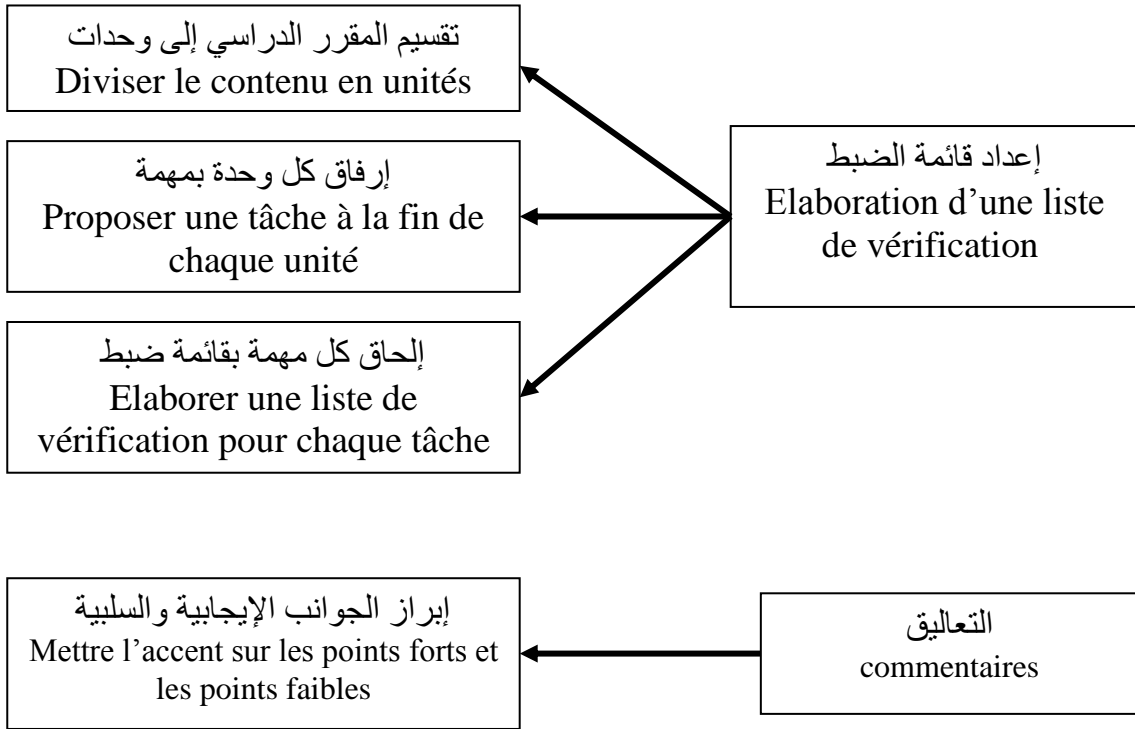 تقسيم المقرر الدراسي إلى وحدات
Diviser le contenu en unités
إعداد قائمة الضبط
Elaboration d’une liste
de vérification
إرفاق كل وحدة بمهمة
Proposer une tâche à la fin de
chaque unité
إلحاق كل مهمة بقائمة ضبط
Elaborer une liste de
vérification pour chaque tâche
إبراز الجوانب الإيجابية والسلبية
Mettre l’accent sur les points forts et
les points faibles
التعاليق
commentaires